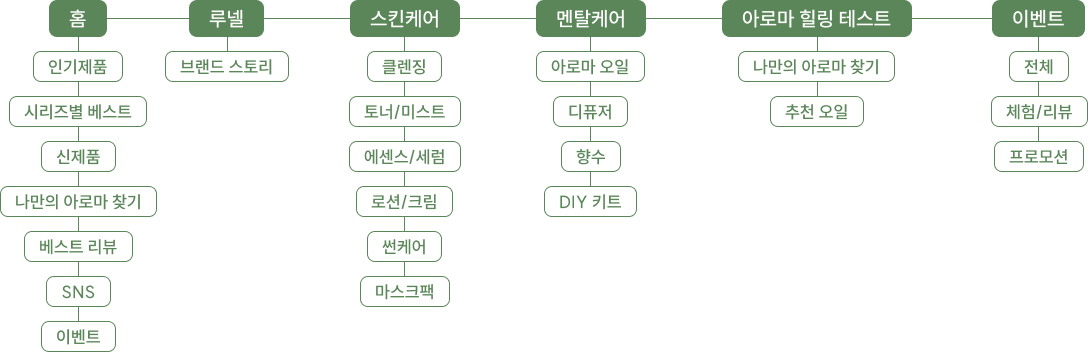 홈
루넬
스킨케어
멘탈케어
아로마 힐링 테스트
이벤트
인기제품
시리즈별 베스트
신제품
나만의 아로마 찾기
베스트 리뷰
SNS
이벤트
브랜드 스토리
클렌징
토너/미스트
에센스/세럼
로션/크림
썬케어
마스크팩
아로마 오일
디퓨저
향수
DIY 키트
나만의 아로마 찾기
추천 오일
전체
체험/리뷰
프로모션